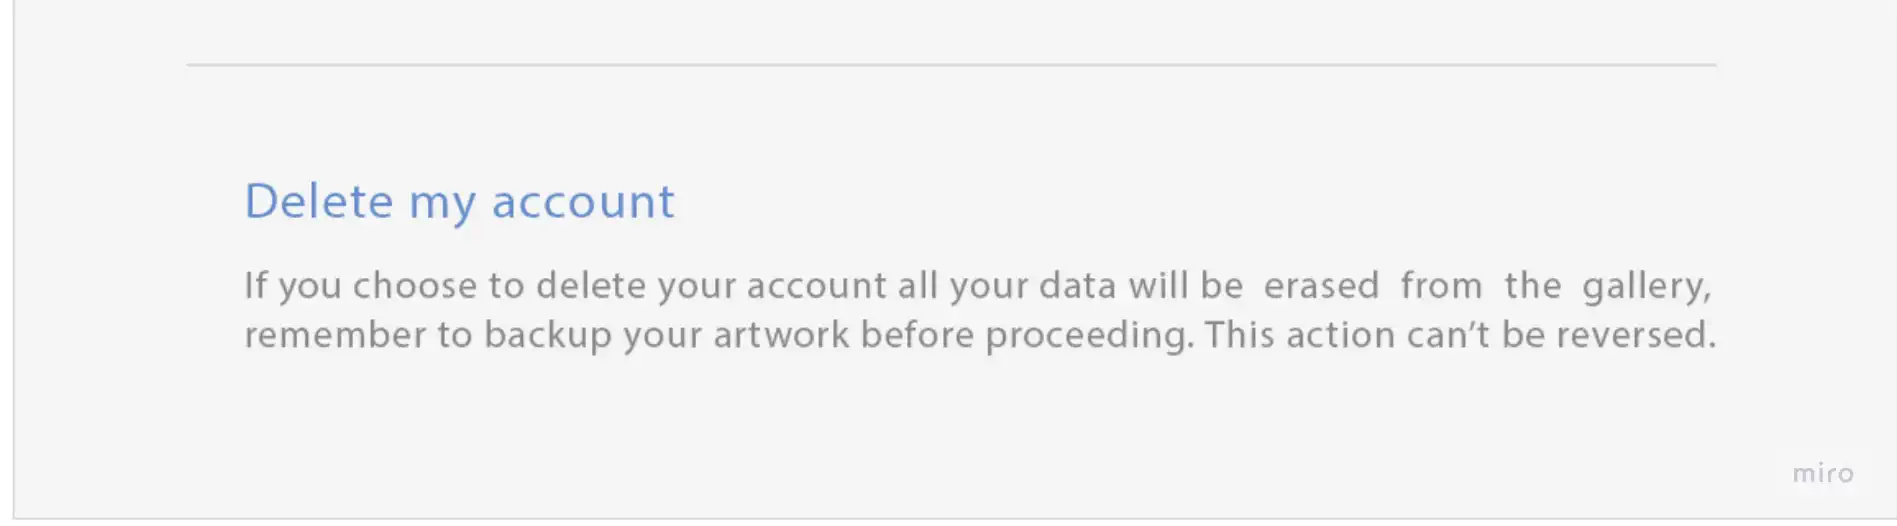 Delete my account
If you choose to delete your account all your data will be erased from the gallery,
remember to backup your artwork before proceeding. This action can’t be reversed.
miro